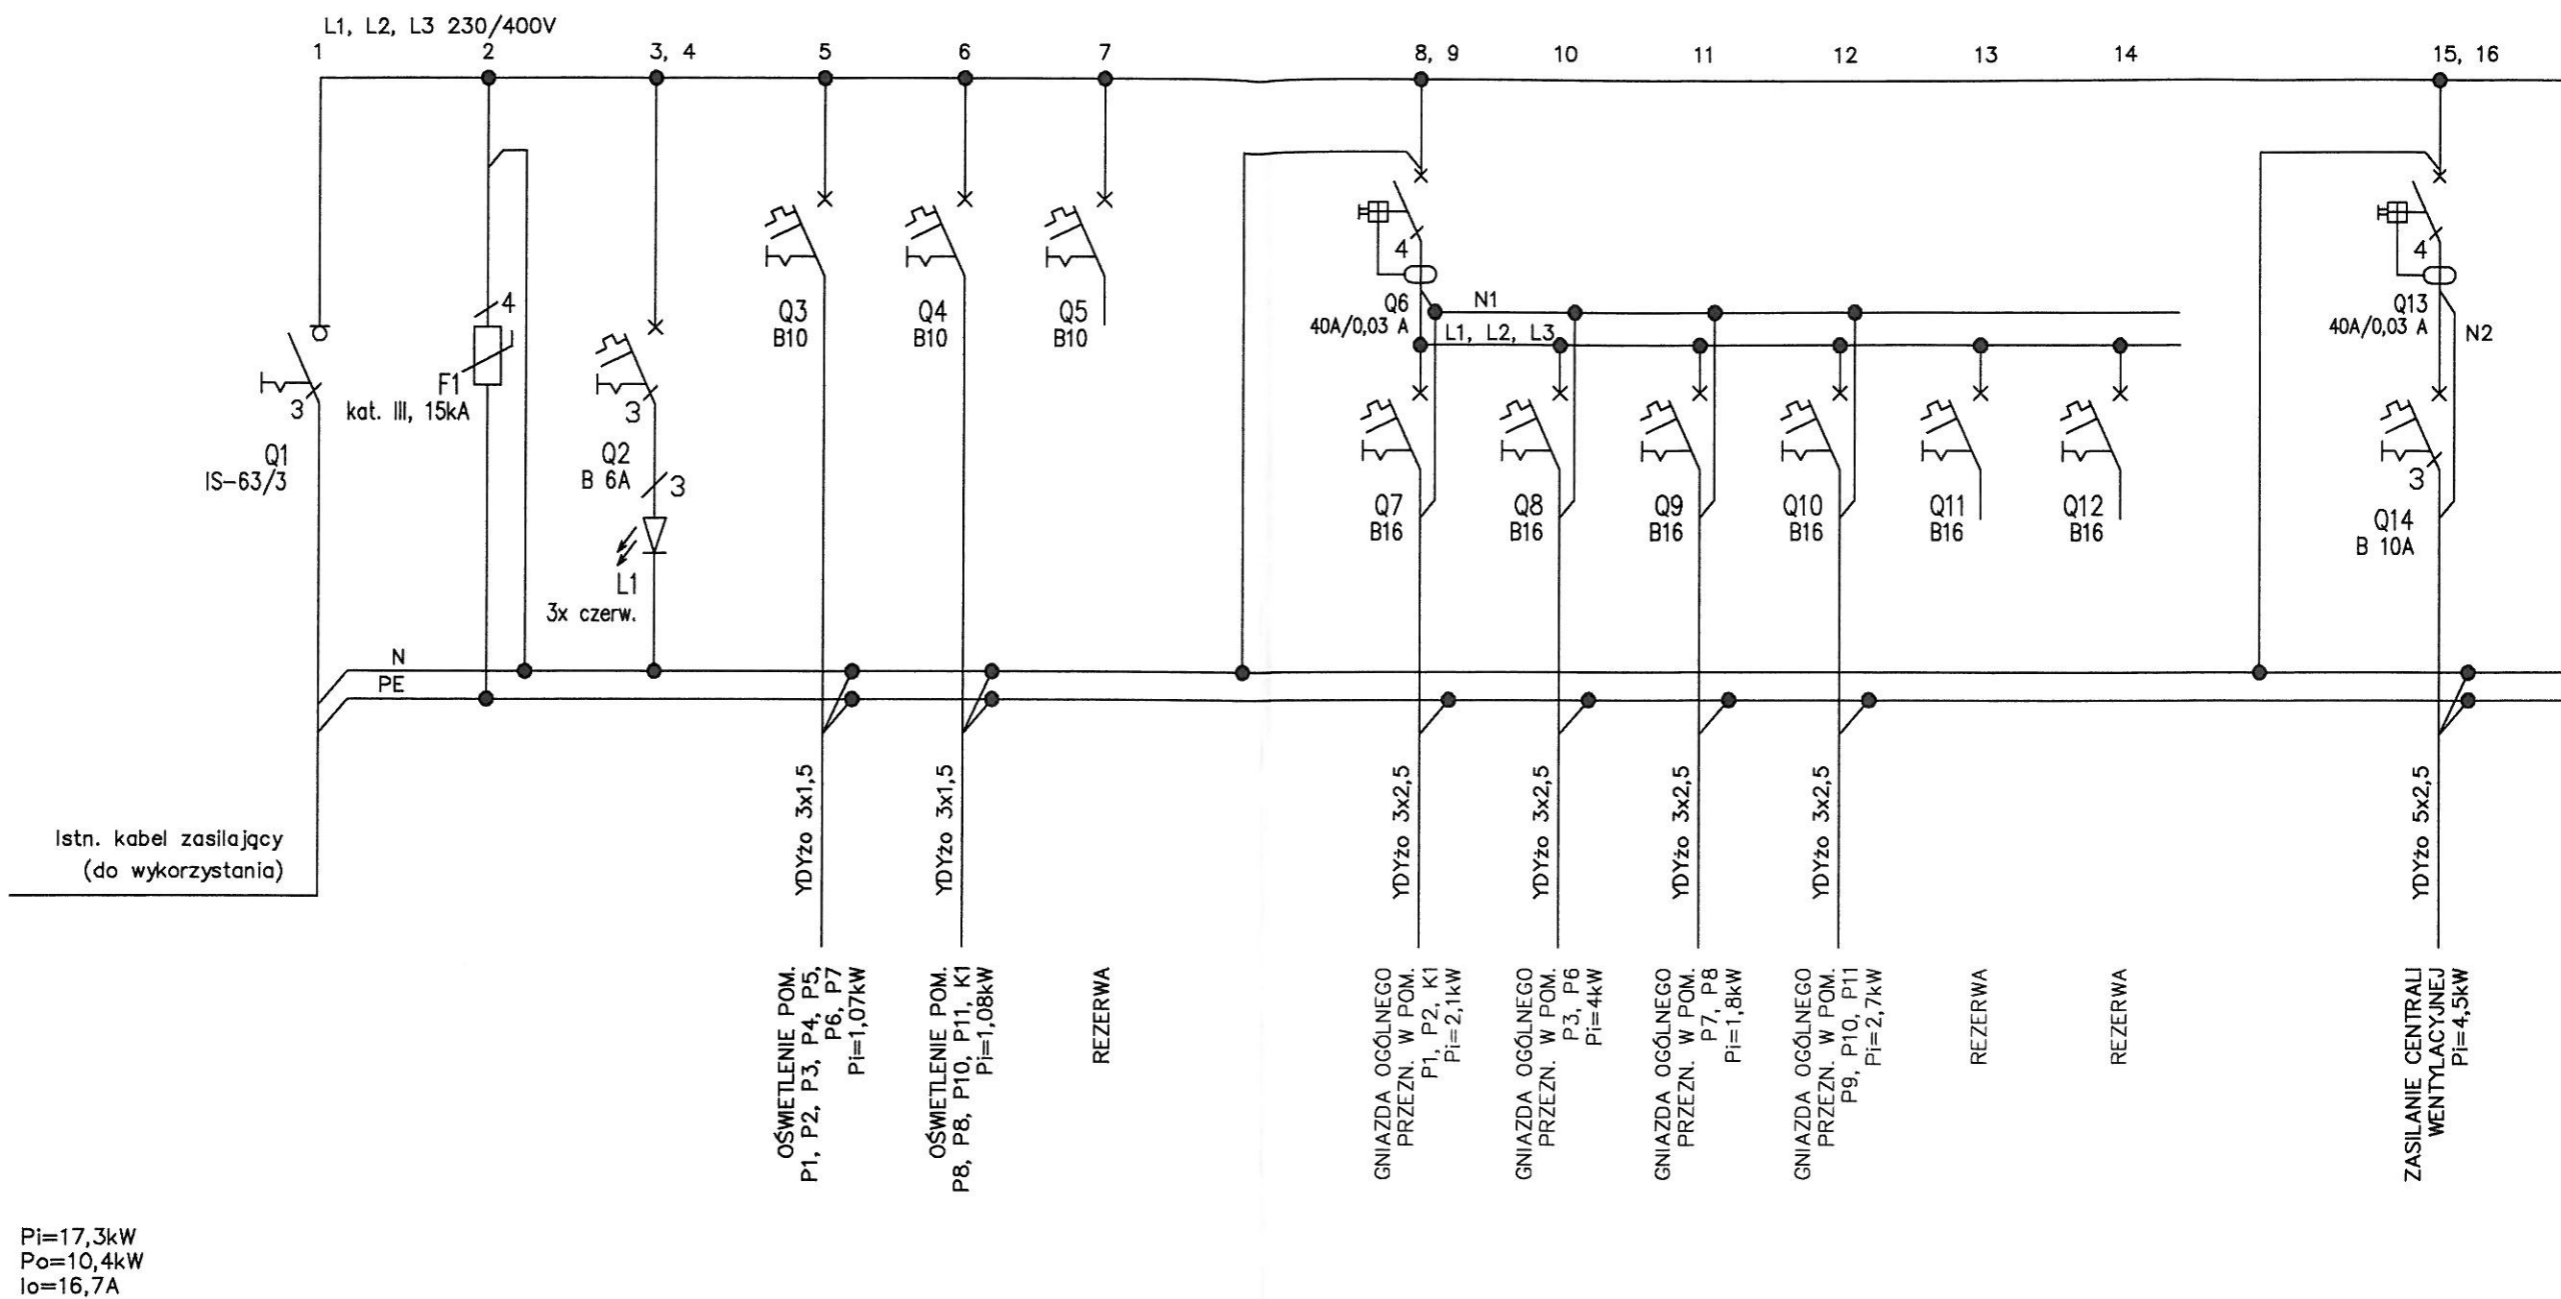 L1, L2, L3 230/400V
1
2
3, 4
5
6
7
8, 9
10
11
12
13
14
15, 16
3
Q1
IS-63/3
4
F1
kat. III, 15kA
3
Q2
B 6A
3
L1
3x czerw.
Q3
B10
Q4
B10
Q5
B10
4
Q6
40A/0,03 A
N1
L1, L2, L3
Q7
B16
Q8
B16
Q9
B16
Q10
B16
Q11
B16
Q12
B16
4
Q13
40A/0,03 A
N2
3
Q14
B 10A
N
PE
Istn. kabel zasilający
(do wykorzystania)
YDYżo 3x1,5
YDYżo 3x1,5
YDYżo 3x2,5
YDYżo 3x2,5
YDYżo 3x2,5
YDYżo 3x2,5
YDYżo 5x2,5
OŚWIETLENIE POM.
P1, P2, P3, P4, P5,
P6, P7
Pi=1,07kW
OŚWIETLENIE POM.
P8, P8, P10, P11, K1
Pi=1,08kW
REZERWA
GNIAZDA OGÓLNEGO
PRZEZN. W POM.
P1, P2, K1
Pi=2,1kW
GNIAZDA OGÓLNEGO
PRZEZN. W POM.
P3, P6
Pi=4kW
GNIAZDA OGÓLNEGO
PRZEZN. W POM.
P7, P8
Pi=1,8kW
GNIAZDA OGÓLNEGO
PRZEZN. W POM.
P9, P10, P11
Pi=2,7kW
REZERWA
REZERWA
ZASILANIE CENTRALI
WENTYLACYJNEJ
Pi=4,5kW
Pi=17,3kW
Po=10,4kW
Io=16,7A